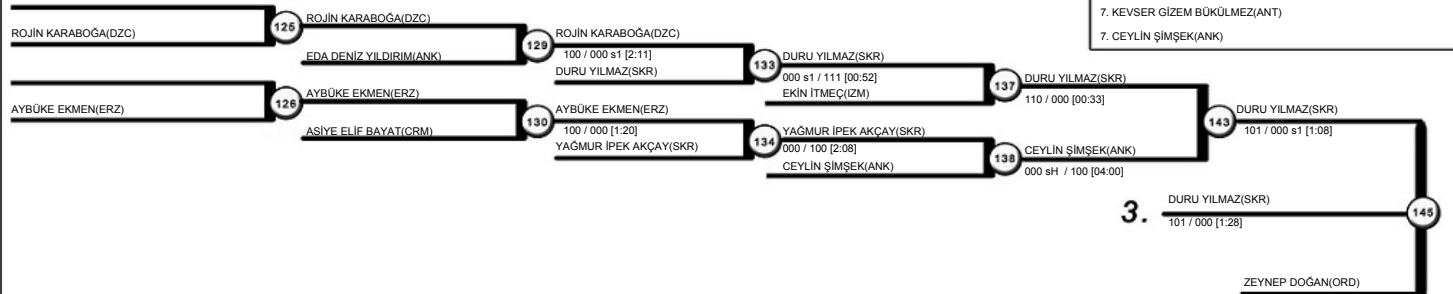 7. KEVSER GİZEM BÜKÜLMEZ(ANT)
7. CEYLİN ŞİMŞEK(ANK)
ROJİN KARABOĞA(DZC)
125
ROJİN KARABOĞA(DZC)
EDA DENİZ YILDIRIM(ANK)
129
ROJİN KARABOĞA(DZC)
100 / 000 s1 [2:11]
DURU YILMAZ(SKR)
133
DURU YILMAZ(SKR)
000 s1 / 111 [00:52]
EKİN İTMEÇ(IZM)
137
DURU YILMAZ(SKR)
110 / 000 [00:33]
AYBÜKE EKMEN(ERZ)
126
AYBÜKE EKMEN(ERZ)
ASİYE ELİF BAYAT(CRM)
130
AYBÜKE EKMEN(ERZ)
100 / 000 [1:20]
YAĞMUR İPEK AKÇAY(SKR)
134
YAĞMUR İPEK AKÇAY(SKR)
000 / 100 [2:08]
CEYLİN ŞİMŞEK(ANK)
138
CEYLİN ŞİMŞEK(ANK)
000 sH / 100 [04:00]
143
DURU YILMAZ(SKR)
101 / 000 s1 [1:08]
3.
DURU YILMAZ(SKR)
101 / 000 [1:28]
145
ZEYNEP DOĞAN(ORD)